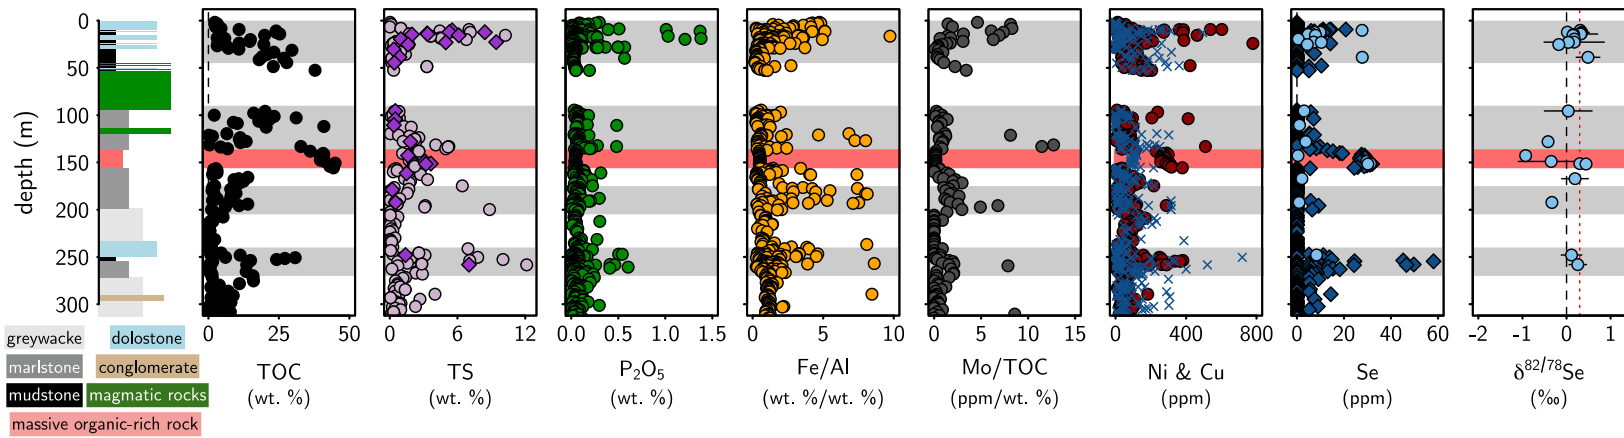 depth (m)
0
50
100
150
200
250
300
0 25 50
0 6 12
0.0 0.5 1.0 1.5
0 5 10
0 5 10 15
0 400 800
0 20 40 60
−2 −1 0 1
TOC
(wt. %)
TS
(wt. %)
P₂O₅
(wt. %)
Fe/Al
(wt. %/wt. %)
Mo/TOC
(ppm/wt. %)
Ni & Cu
(ppm)
Se
(ppm)
δ⁸²/⁷⁸Se
(‰)
greywacke dolostone
marlstone conglomerate
mudstone magmatic rocks
massive organic-rich rock